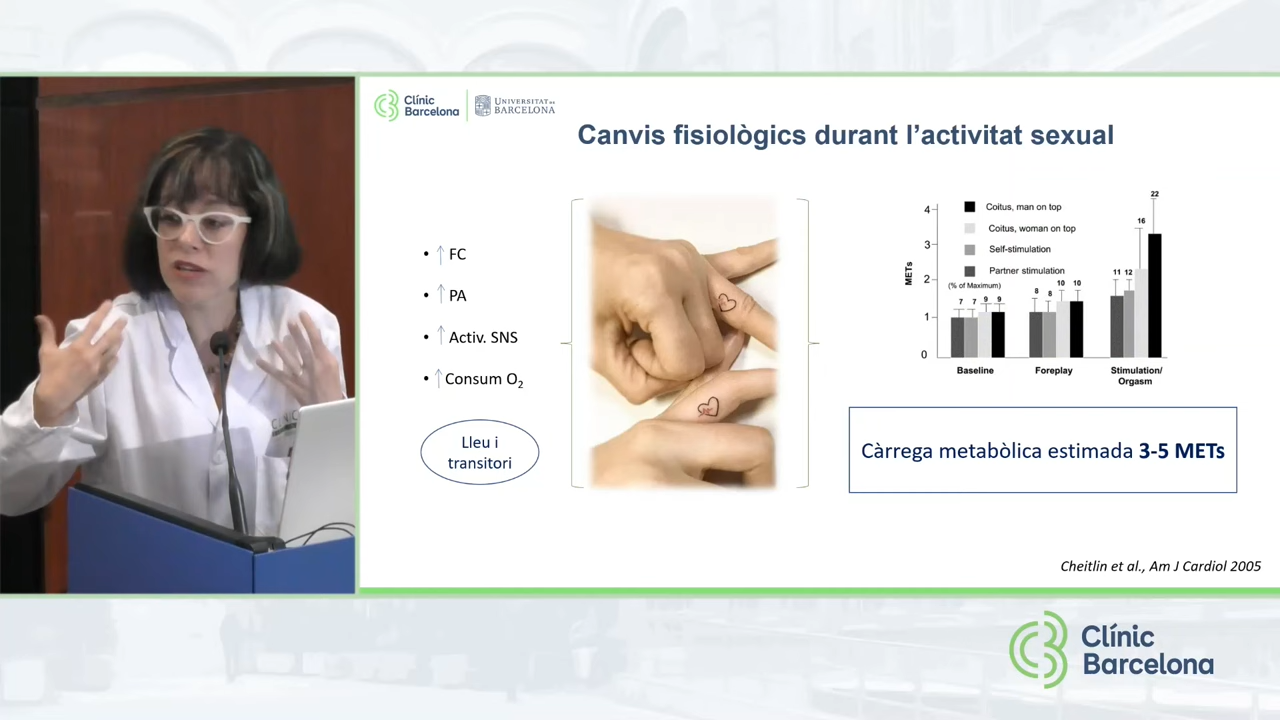 Clínic
Barcelona
UNIVERSITAT DE
BARCELONA
Canvis fisiològics durant l’activitat sexual
• ↑ FC
• ↑ PA
• ↑ Activ. SNS
• ↑ Consum O₂
Lleu i
transitori
4
3
2
1
0
METs
Coitus, man on top
Coitus, woman on top
Self-stimulation
Partner stimulation
(% of Maximum)
7 7 9 9
8 8 10 10
11 12 16 22
Baseline
Foreplay
Stimulation/
Orgasm
Càrrega metabòlica estimada 3-5 METs
Cheitlin et al., Am J Cardiol 2005
Clínic
Barcelona